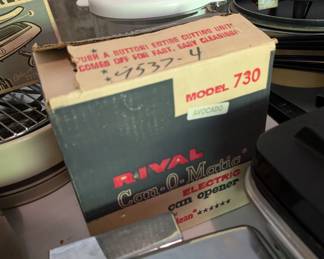 PUSH A BUTTON! ENTIRE CUTTING UNIT
COMES OFF FOR FAST, EASY CLEANING!
7537-4
MODEL 730
AVOCADO
RIVAL
Can-O-Matic
ELECTRIC
can opener